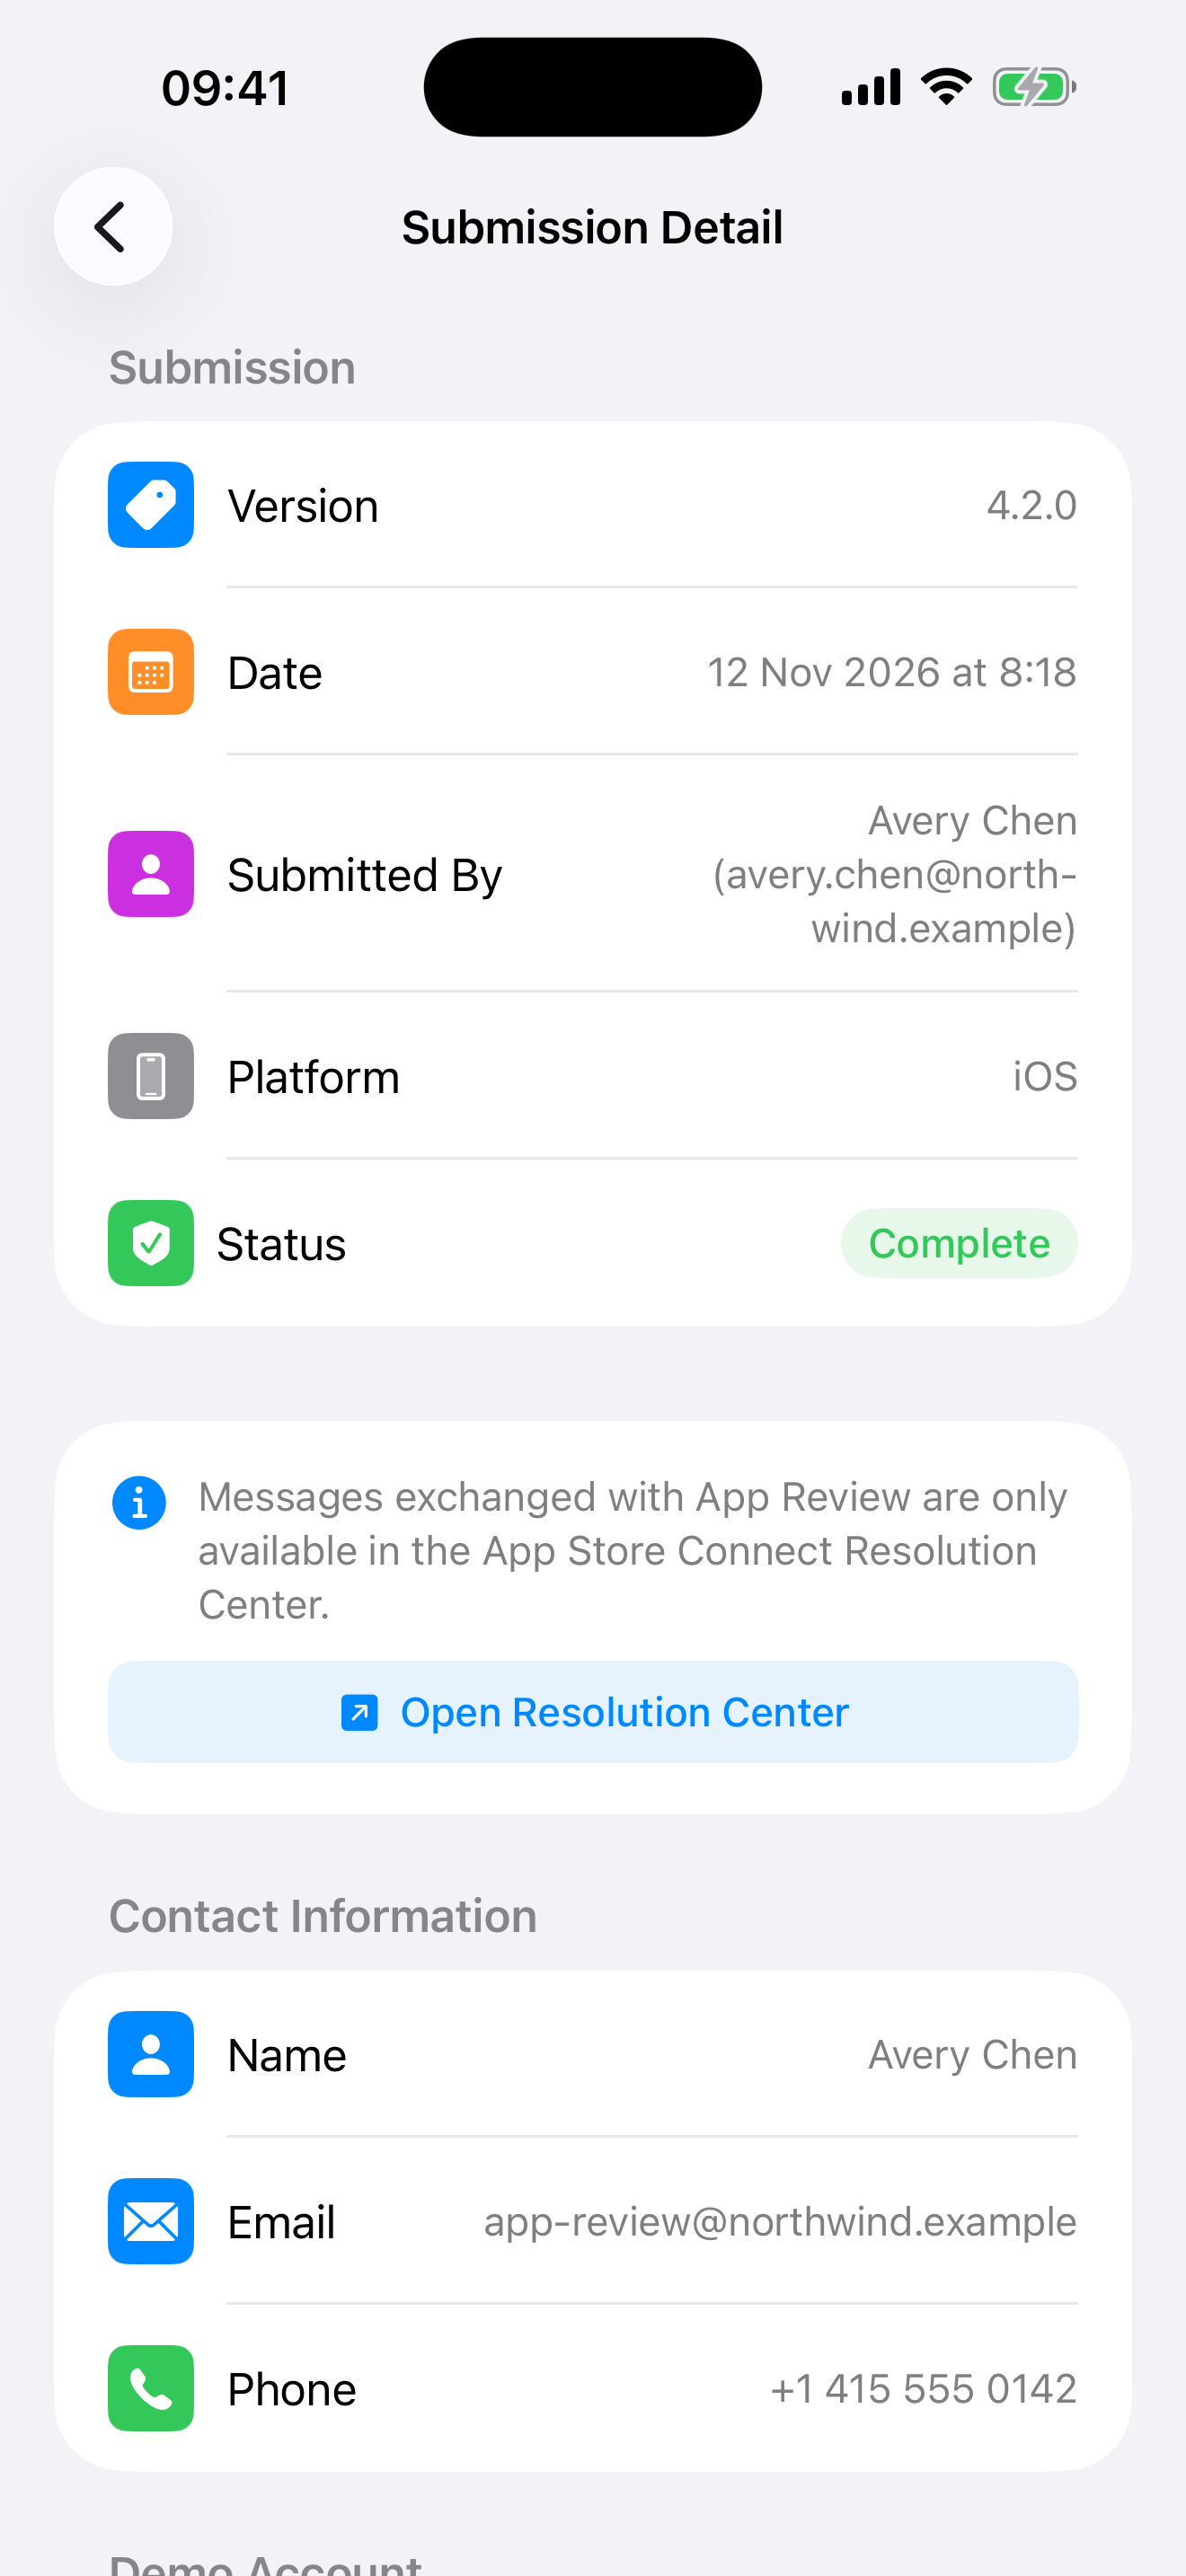 09:41
Submission Detail
Submission
Version
4.2.0
Date
12 Nov 2026 at 8:18
Submitted By
Avery Chen
(avery.chen@north-
wind.example)
Platform
iOS
Status
Complete
Messages exchanged with App Review are only
available in the App Store Connect Resolution
Center.
Open Resolution Center
Contact Information
Name
Avery Chen
Email
app-review@northwind.example
Phone
+1 415 555 0142
Demo Account